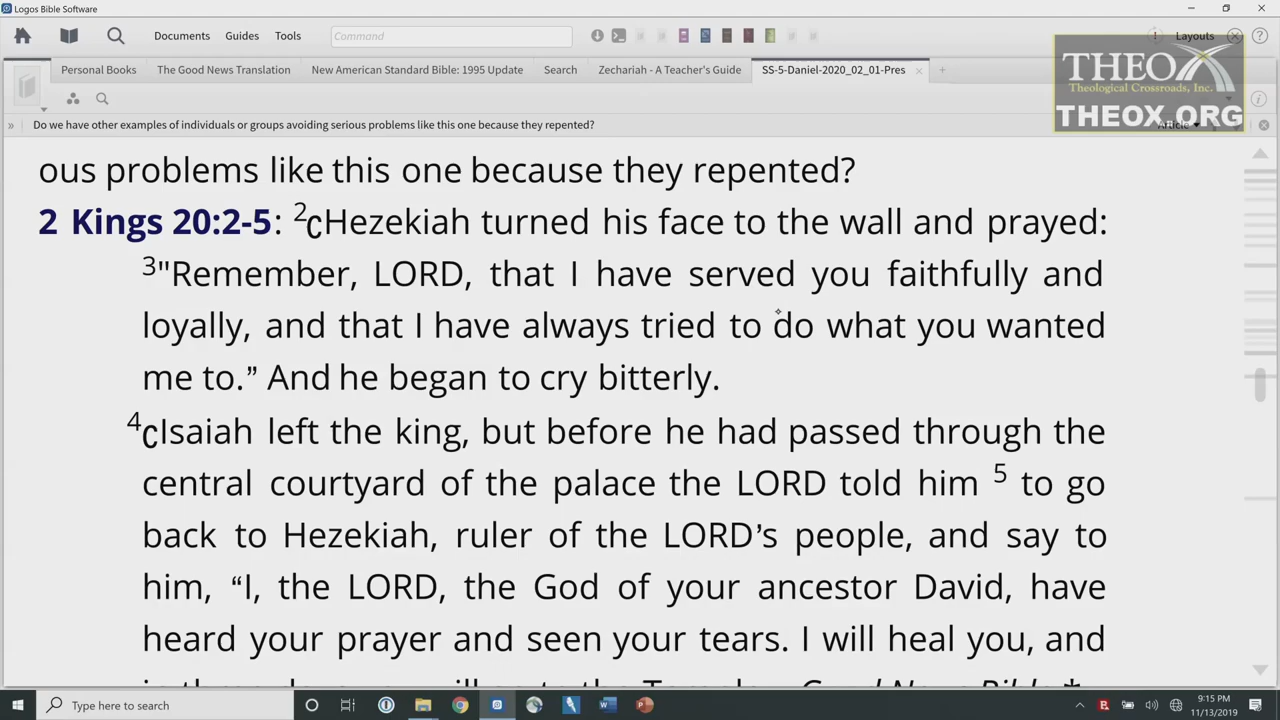 Logos Bible Software
Documents Guides Tools Command Layouts
Personal Books The Good News Translation New American Standard Bible: 1995 Update Search Zechariah - A Teacher's Guide SS-5-Daniel-2020_02_01-Pres
THEOX
Theological Crossroads, Inc.
THEOX.ORG
» Do we have other examples of individuals or groups avoiding serious problems like this one because they repented? Article
ous problems like this one because they repented?
2 Kings 20:2-5: 2cHezekiah turned his face to the wall and prayed:
3"Remember, LORD, that I have served you faithfully and
loyally, and that I have always tried to do what you wanted
me to.” And he began to cry bitterly.
4cIsaiah left the king, but before he had passed through the
central courtyard of the palace the LORD told him 5 to go
back to Hezekiah, ruler of the LORD’s people, and say to
him, “I, the LORD, the God of your ancestor David, have
heard your prayer and seen your tears. I will heal you, and
Type here to search
9:15 PM
11/13/2019